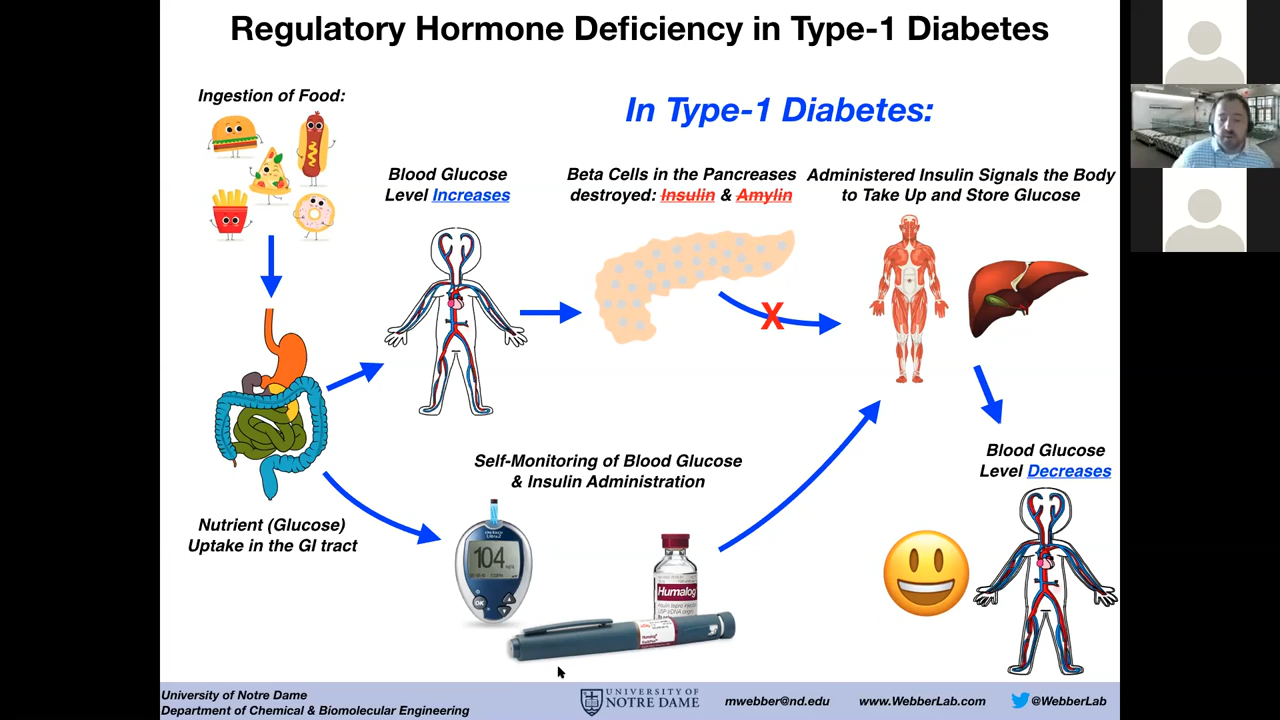 Regulatory Hormone Deficiency in Type-1 Diabetes
Ingestion of Food:
In Type-1 Diabetes:
Blood Glucose
Level Increases
Beta Cells in the Pancreases
destroyed: Insulin & Amylin
Administered Insulin Signals the Body
to Take Up and Store Glucose
X
Blood Glucose
Level Decreases
Self-Monitoring of Blood Glucose
& Insulin Administration
Nutrient (Glucose)
Uptake in the GI tract
104
OK
Humalog
University of Notre Dame
Department of Chemical & Biomolecular Engineering
UNIVERSITY OF
NOTRE DAME
mwebber@nd.edu
www.WebberLab.com
@WebberLab